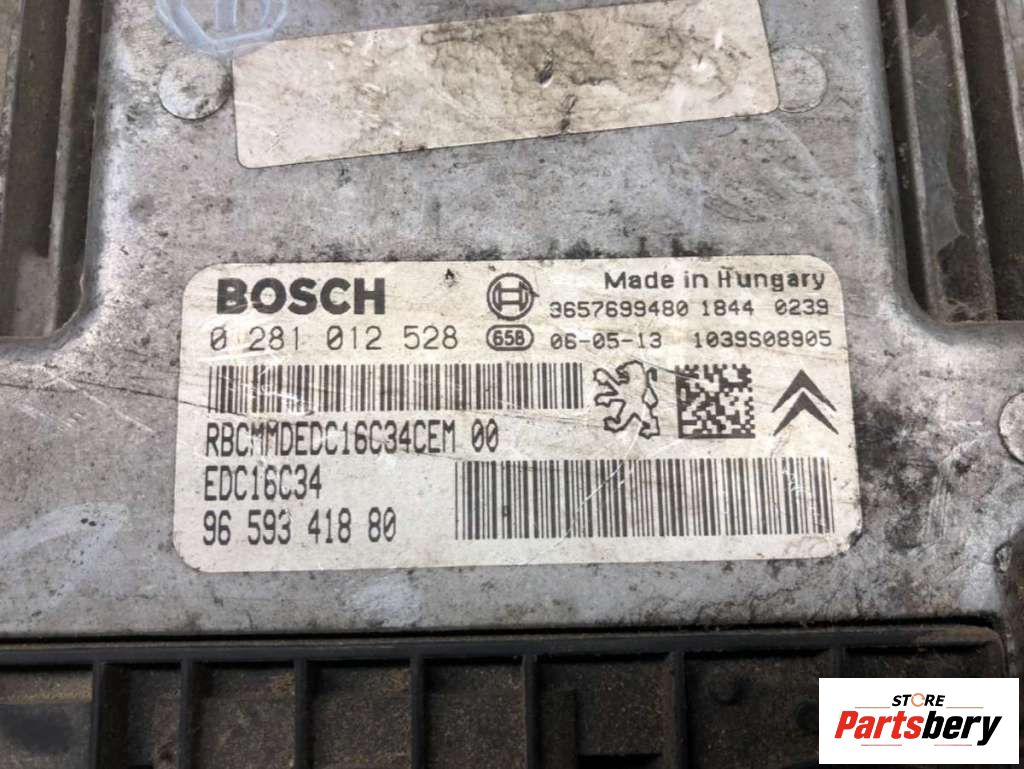 BOSCH
Made in Hungary
3657699480 1844 0239
0 281 012 528
65B 06-05-13 1039S08905
RBCMMDEDC16C34CEM 00
EDC16C34
96 593 418 80
STORE
Partsbery